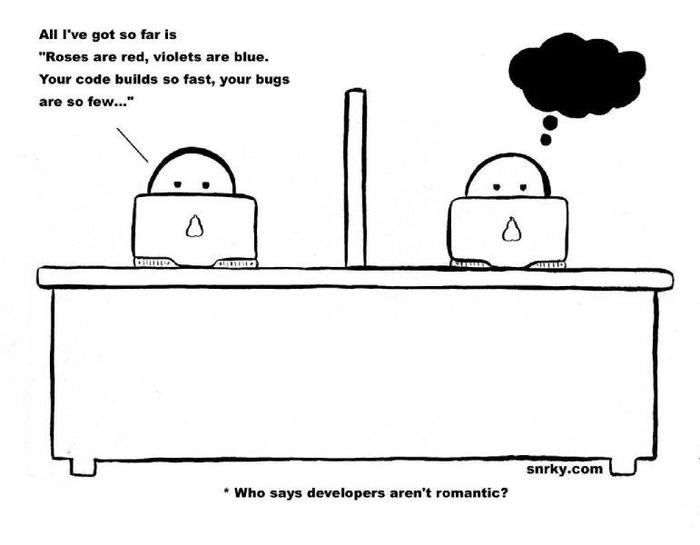 All I've got so far is
"Roses are red, violets are blue.
Your code builds so fast, your bugs
are so few..."
snrky.com
* Who says developers aren't romantic?